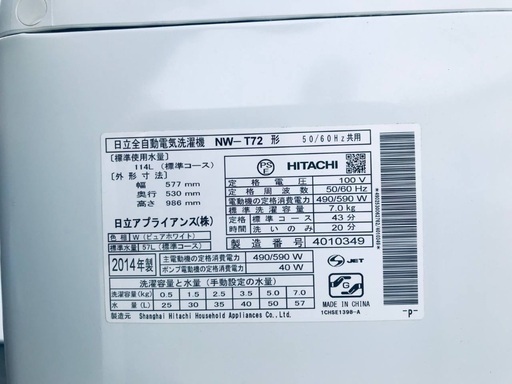 日立全自動電気洗濯機 NW-T72 形 50/60Hz共用
[標準使用水量]
114L (標準コース)
[外形寸法]
幅 577 mm
奥行 530 mm
高さ 986 mm
日立アプライアンス(株)
色柄 W (ピュアホワイト)
標準水量 57L (標準コース)
PS E HITACHI
定格電圧 100 V
定格周波数 50/60 Hz
定格消費電力 490/590 W
標準洗濯容量 7.0 kg
定格標準コース 43 分
時間 洗いのみ 20 分
製造番号 4010349
2014年製
主電動機の定格消費電力 490/590 W
ポンプ電動機の定格消費電力 40 W
S JET
洗濯容量と水量 (手動設定の水量)
洗濯容量(kg) 0.5 1.5 2.5 3.5 5.0 7.0
水量 (L) 25 30 35 40 50 57
製造元 Shanghai Hitachi Household Appliances Co., Ltd.
G
MADE IN CHINA
1CHSE1398-A
-P-